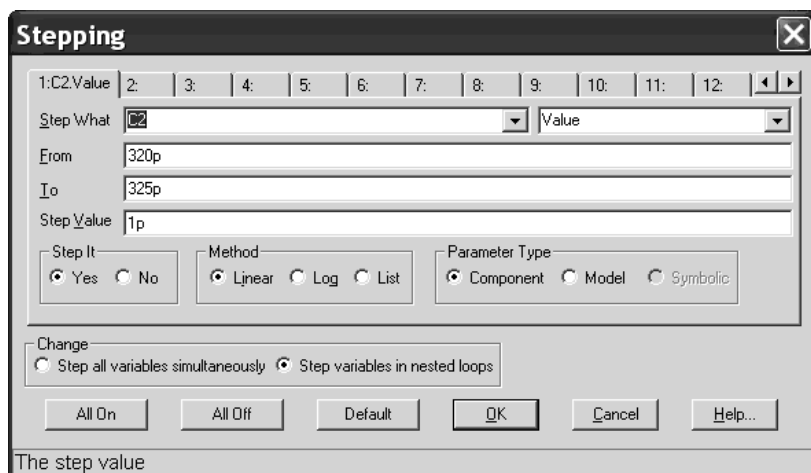 Stepping
1:C2.Value 2: 3: 4: 5: 6: 7: 8: 9: 10: 11: 12:
Step What C2 Value
From 320p
To 325p
Step Value 1p
Step It Method Parameter Type
Yes No Linear Log List Component Model Symbolic
Change
Step all variables simultaneously Step variables in nested loops
All On All Off Default OK Cancel Help...
The step value